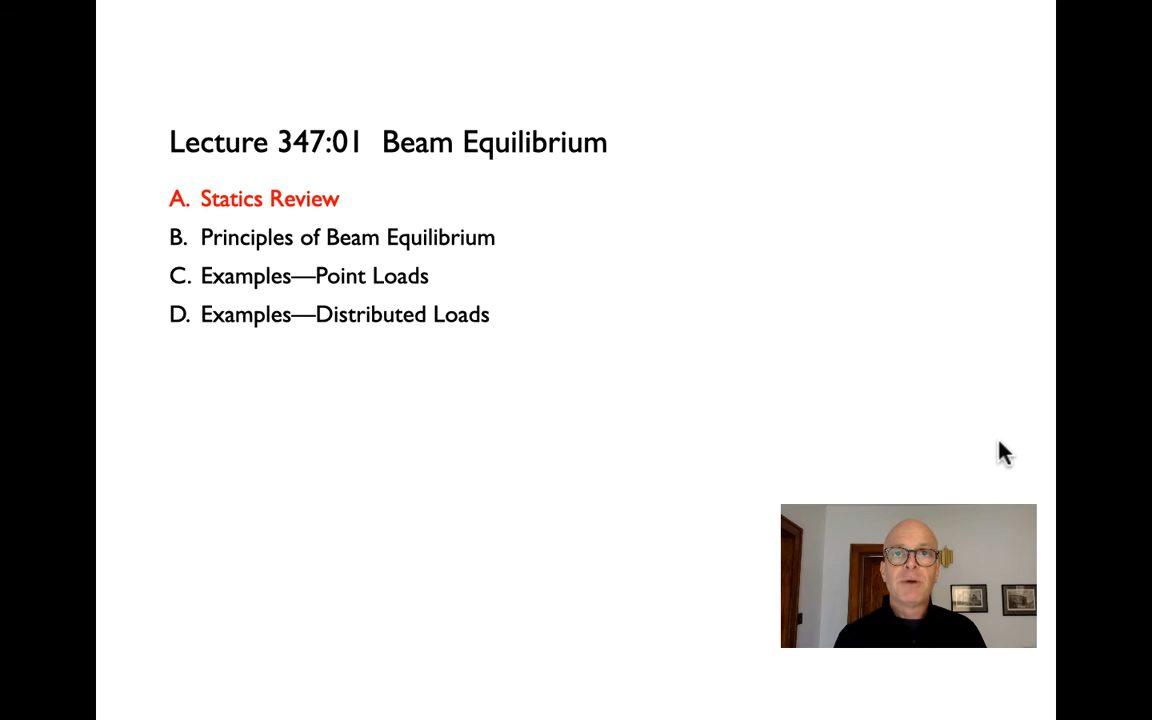 Lecture 347:01 Beam Equilibrium
A. Statics Review
B. Principles of Beam Equilibrium
C. Examples—Point Loads
D. Examples—Distributed Loads